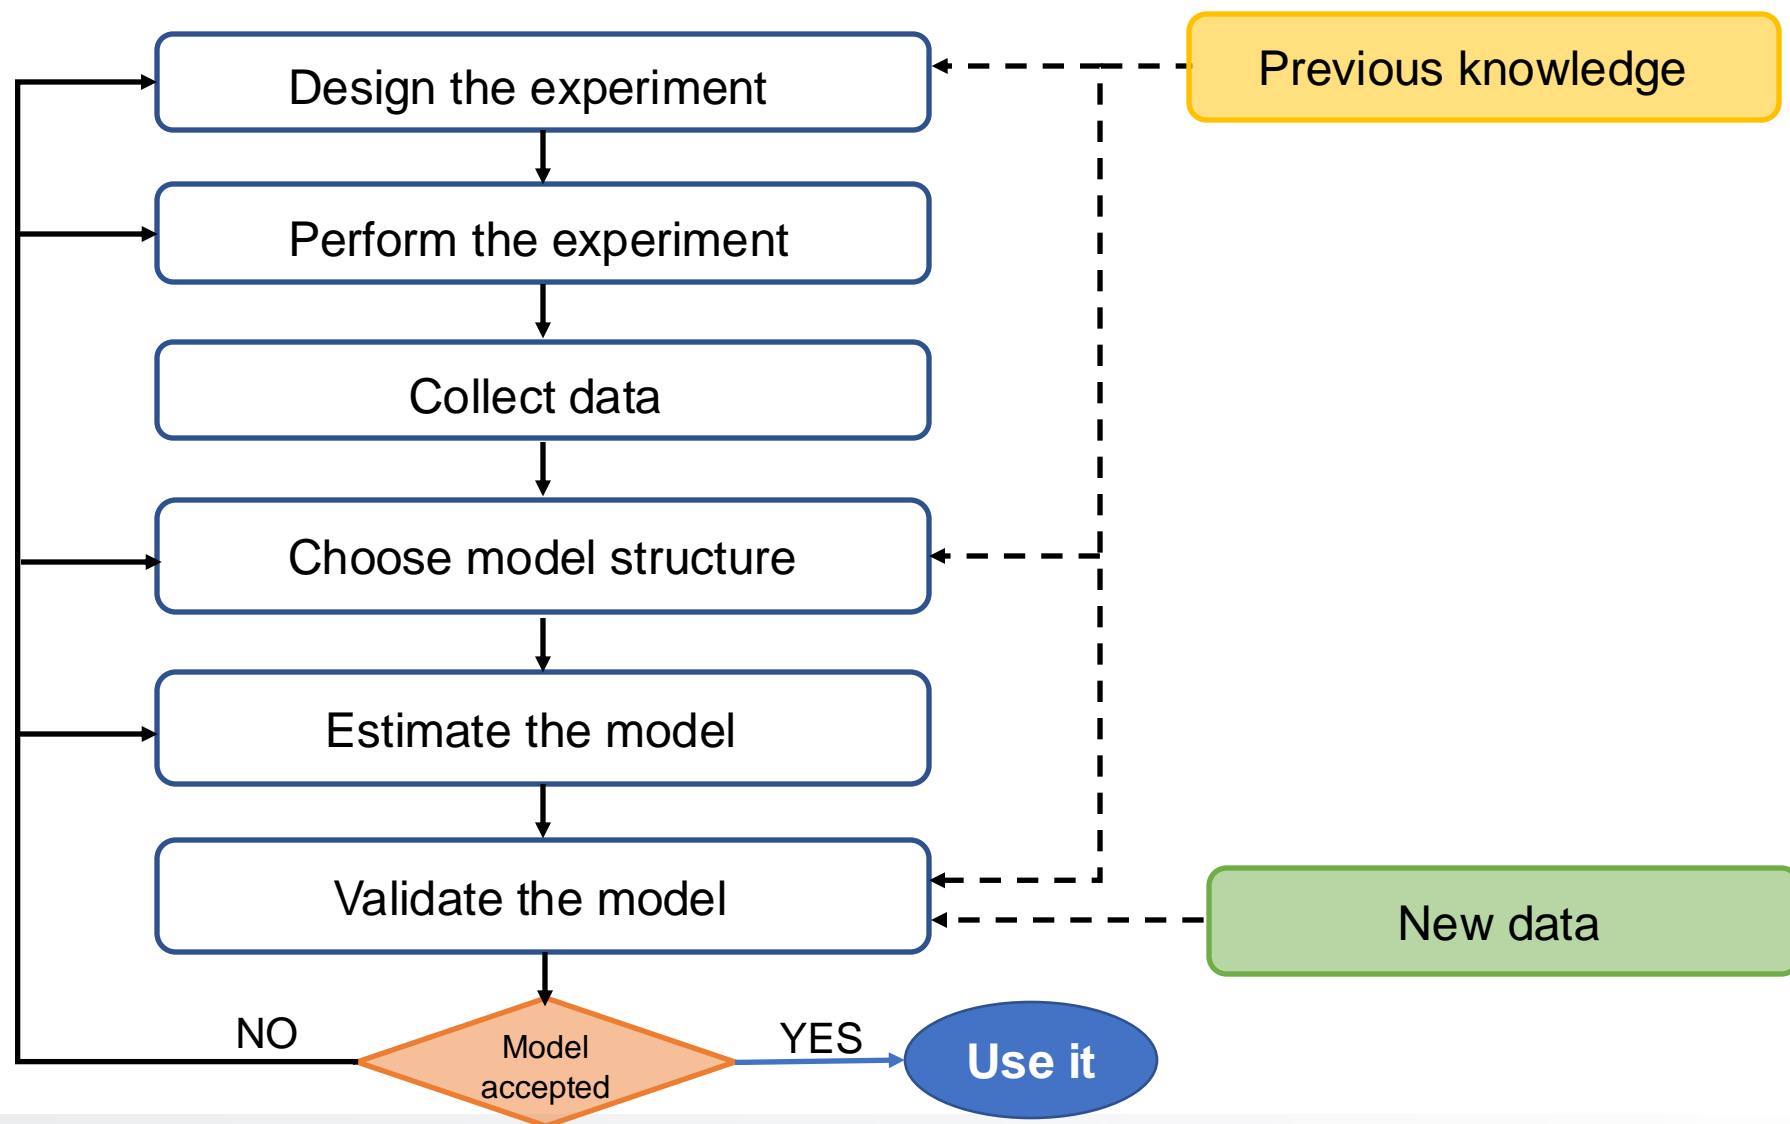 Design the experiment
Previous knowledge
Perform the experiment
Collect data
Choose model structure
Estimate the model
Validate the model
New data
NO
Model
accepted
YES
Use it